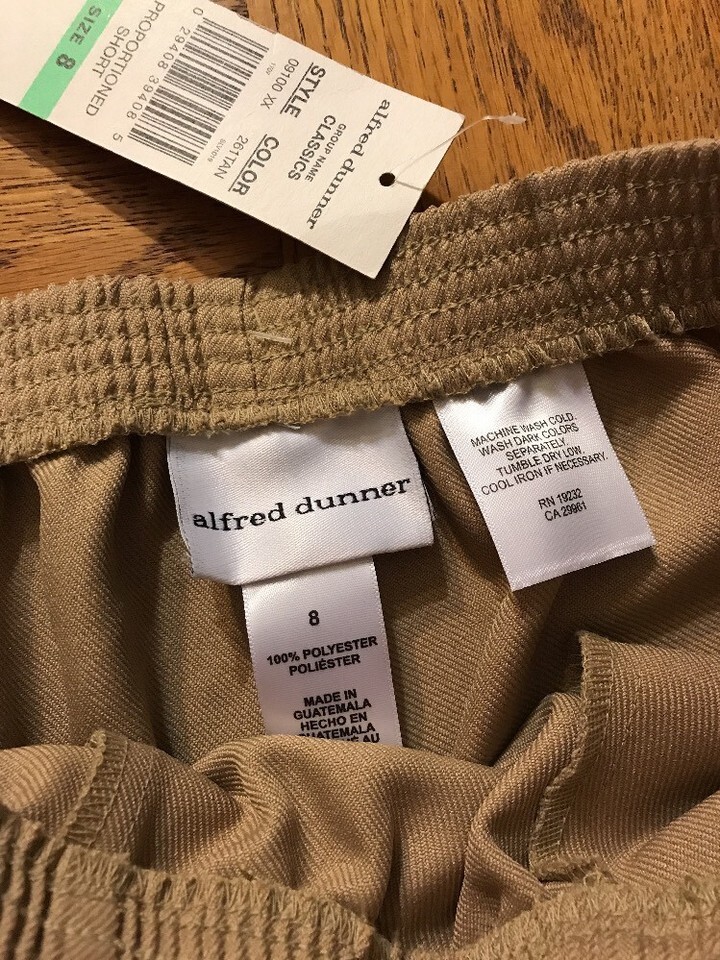 alfred dunner
GROUP NAME
CLASSICS
STYLE
COLOR
09100 XX
261TAN
0 29408 39408 5
PROPORTIONED
SHORT
SIZE 8
alfred dunner
8
100% POLYESTER
POLIÉSTER
MADE IN
GUATEMALA
HECHO EN
GUATEMALA
AU
MACHINE WASH COLD.
WASH DARK COLORS
SEPARATELY.
TUMBLE DRY LOW.
COOL IRON IF NECESSARY.
RN 19232
CA 29961